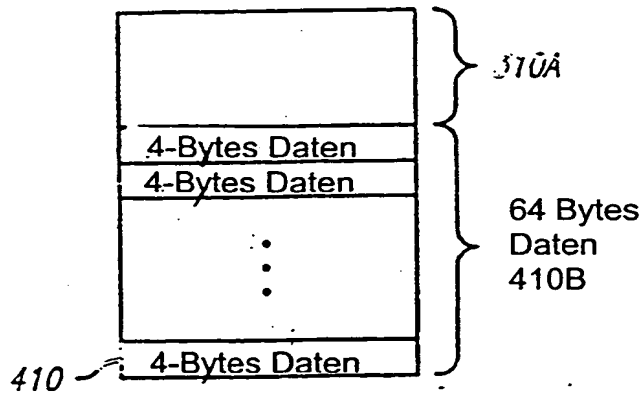 310A
4-Bytes Daten
4-Bytes Daten
64 Bytes
Daten
410B
4-Bytes Daten
410